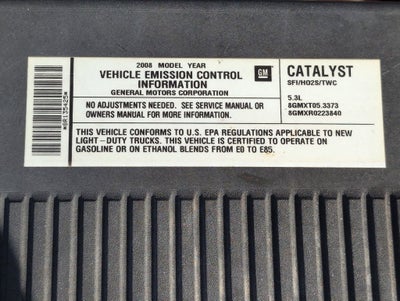 2008 MODEL YEAR
VEHICLE EMISSION CONTROL
INFORMATION
GENERAL MOTORS CORPORATION
GM
CATALYST
SFI/HO2S/TWC
NO ADJUSTMENTS NEEDED. SEE SERVICE MANUAL OR
OWNERS MANUAL FOR MORE INFORMATION.
5.3L
8GMXT05.3373
8GMXR0223840
THIS VEHICLE CONFORMS TO U.S. EPA REGULATIONS APPLICABLE TO NEW
LIGHT-DUTY TRUCKS. THIS VEHICLE IS CERTIFIED TO OPERATE ON
GASOLINE OR ON ETHANOL BLENDS FROM E0 TO E85.